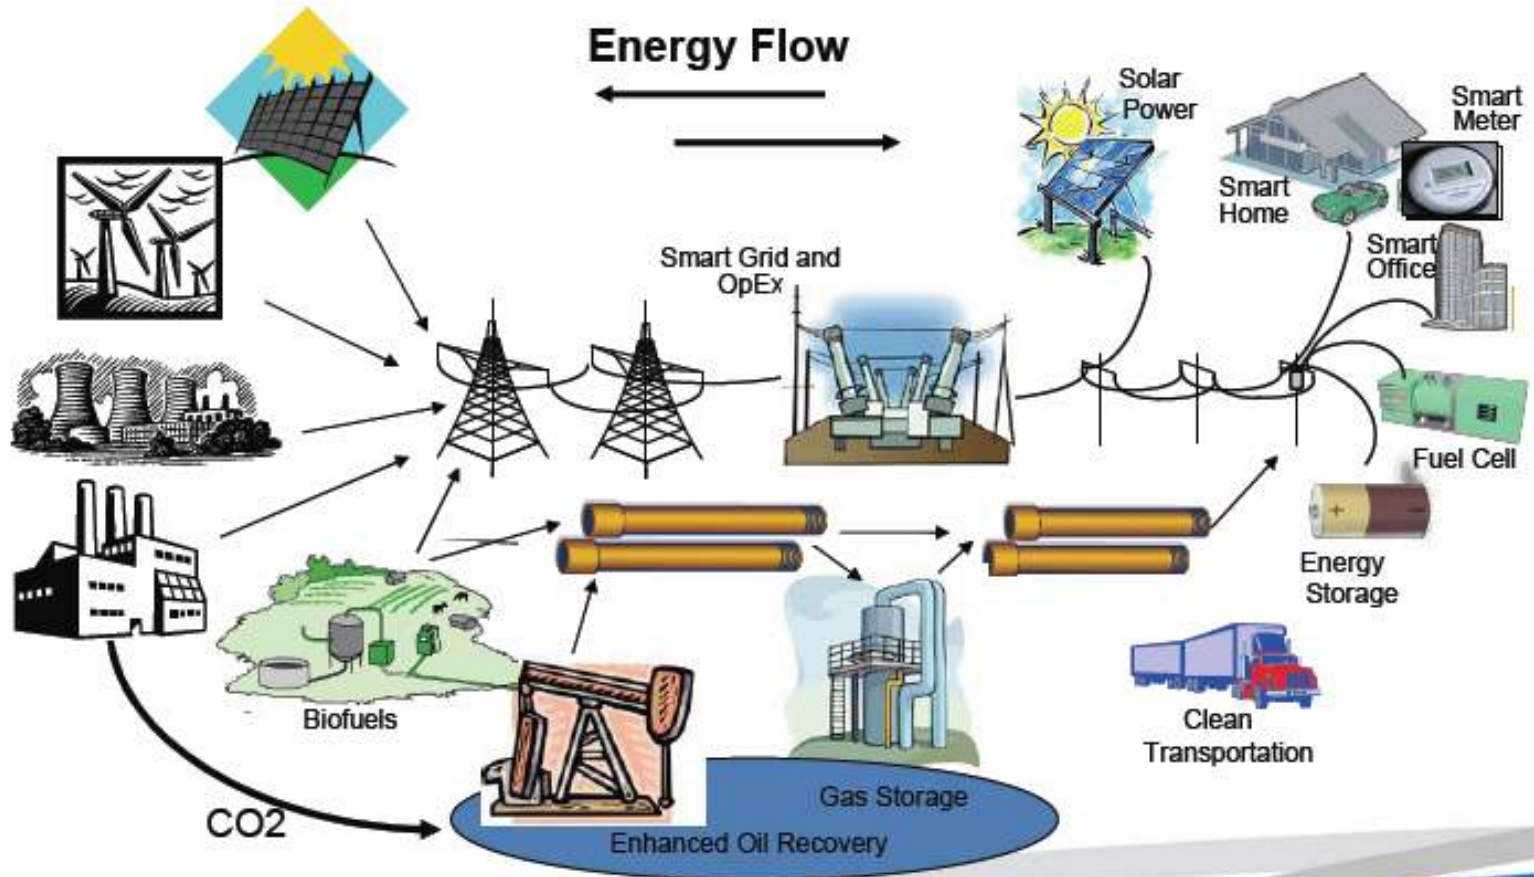 Energy Flow
Solar
Power
Smart
Meter
Smart
Home
Smart
Office
Smart Grid and
OpEx
Fuel Cell
Energy
Storage
Biofuels
Clean
Transportation
Gas Storage
CO2
Enhanced Oil Recovery